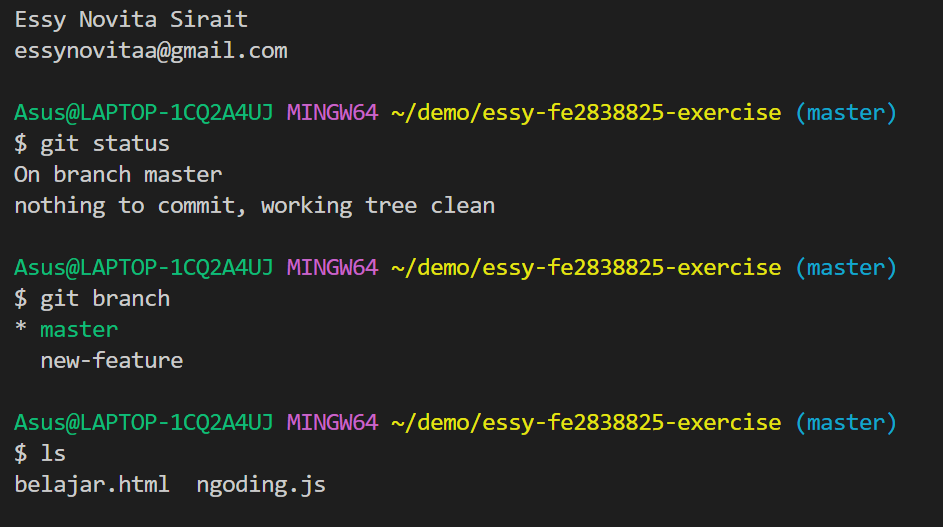 Essy Novita Sirait
essynovitaa@gmail.com
Asus@LAPTOP-1CQ2A4UJ MINGW64 ~/demo/essy-fe2838825-exercise (master)
$ git status
On branch master
nothing to commit, working tree clean
Asus@LAPTOP-1CQ2A4UJ MINGW64 ~/demo/essy-fe2838825-exercise (master)
$ git branch
* master
  new-feature
Asus@LAPTOP-1CQ2A4UJ MINGW64 ~/demo/essy-fe2838825-exercise (master)
$ ls
belajar.html  ngoding.js